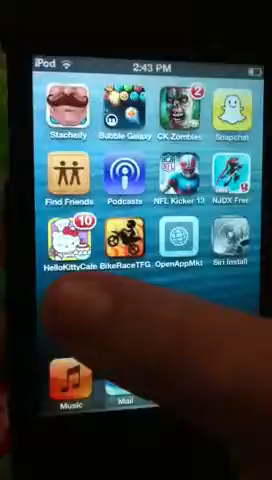 iPod 2:43 PM
2
Stacheify Bubble Galaxy CK Zombies Snapchat
NFL
Find Friends Podcasts NFL Kicker 13 NJDX Free
10
HelloKittyCafe BikeRaceTFG OpenAppMkt Siri Install
Music Mail